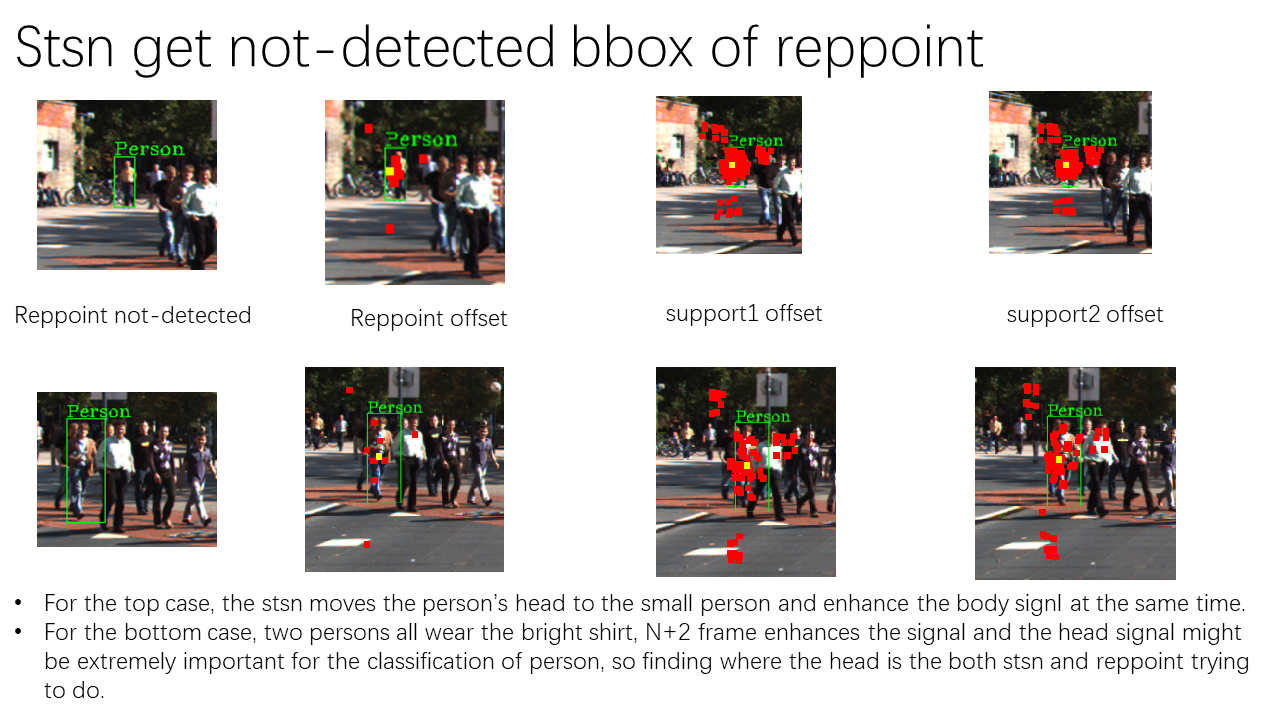 Stsn get not-detected bbox of reppoint
Person
Person
Person
Person
Reppoint not-detected
Reppoint offset
support1 offset
support2 offset
Person
Person
Person
Person
• For the top case, the stsn moves the person's head to the small person and enhance the body signl at the same time.
• For the bottom case, two persons all wear the bright shirt, N+2 frame enhances the signal and the head signal might
be extremely important for the classification of person, so finding where the head is the both stsn and reppoint trying
to do.